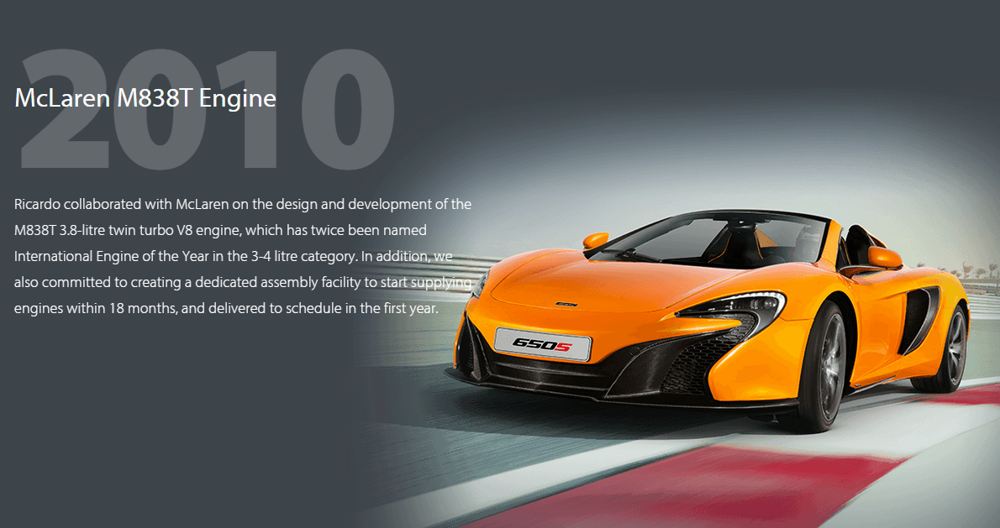 2010
McLaren M838T Engine
Ricardo collaborated with McLaren on the design and development of the
M838T 3.8-litre twin turbo V8 engine, which has twice been named
International Engine of the Year in the 3-4 litre category. In addition, we
also committed to creating a dedicated assembly facility to start supplying
engines within 18 months, and delivered to schedule in the first year.
650S